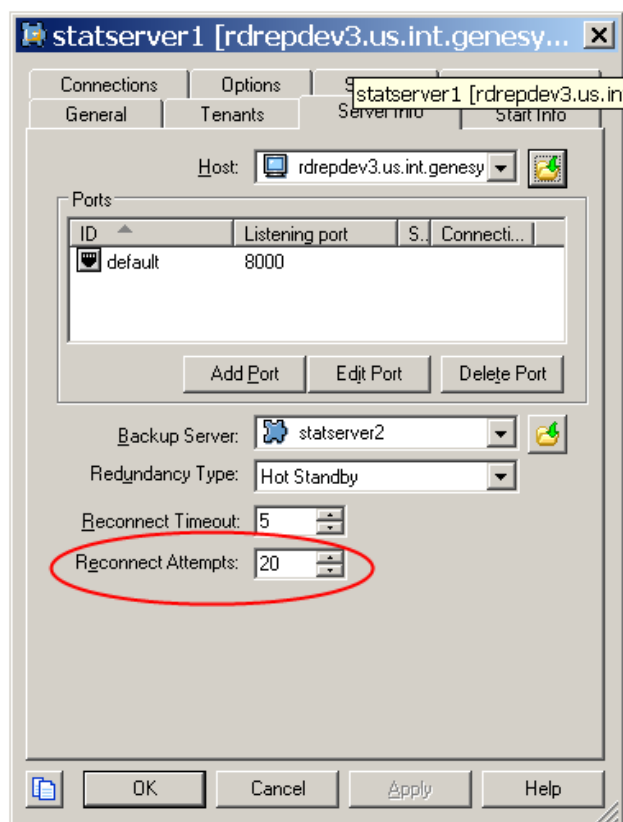 statserver1 [rdrepdev3.us.int.genesy...
Connections Options
statserver1 [rdrepdev3.us.in
General Tenants Server Info Start Info
Host: rdrepdev3.us.int.genesy
Ports
ID Listening port S.. Connecti...
default 8000
Add Port Edit Port Delete Port
Backup Server: statserver2
Redundancy Type: Hot Standby
Reconnect Timeout: 5
Reconnect Attempts: 20
OK Cancel Apply Help